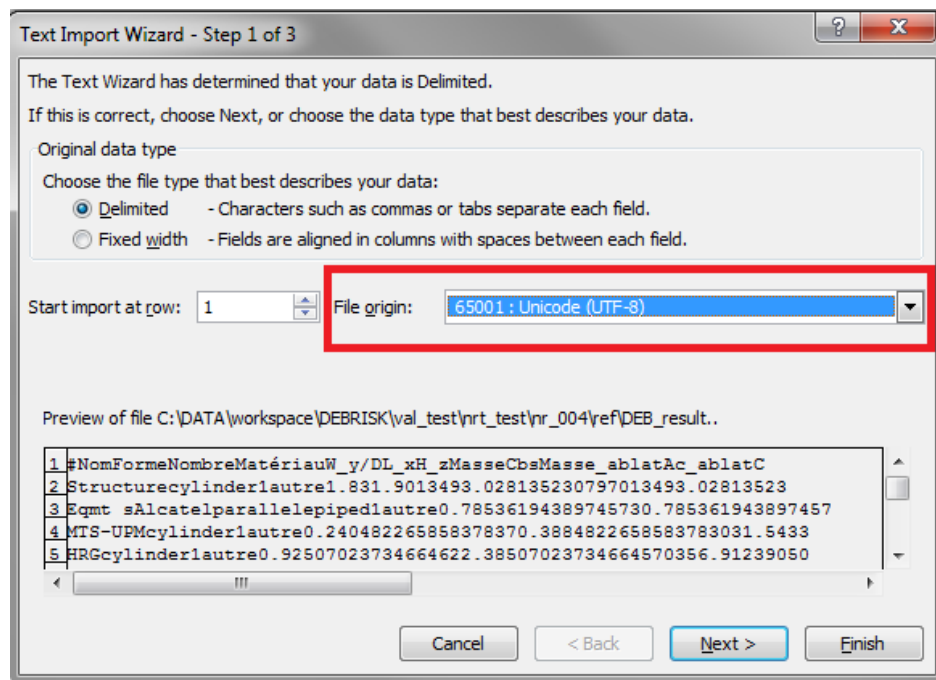 Text Import Wizard - Step 1 of 3
The Text Wizard has determined that your data is Delimited.
If this is correct, choose Next, or choose the data type that best describes your data.
Original data type
Choose the file type that best describes your data:
Delimited - Characters such as commas or tabs separate each field.
Fixed width - Fields are aligned in columns with spaces between each field.
Start import at row: 1 File origin: 65001 : Unicode (UTF-8)
Preview of file C:\DATA\workspace\DEBRISK\val_test\nrt_test\nr_004\ref\DEB_result..
1 #NomFormeNombreMatériauW_y/DL_xH_zMasseCbsMasse_ablatAc_ablatC
2 Structurecylinder1autre1.831.9013493.028135230797013493.02813523
3 Eqmt sAlcatelparallelepiped1autre0.78536194389745730.785361943897457
4 MTS-UPMcylinder1autre0.240482265858378370.38848226585837830​31.5433
5 HRGcylinder1autre0.92507023734664622.38507023734664570356.91239050
Cancel < Back Next > Finish